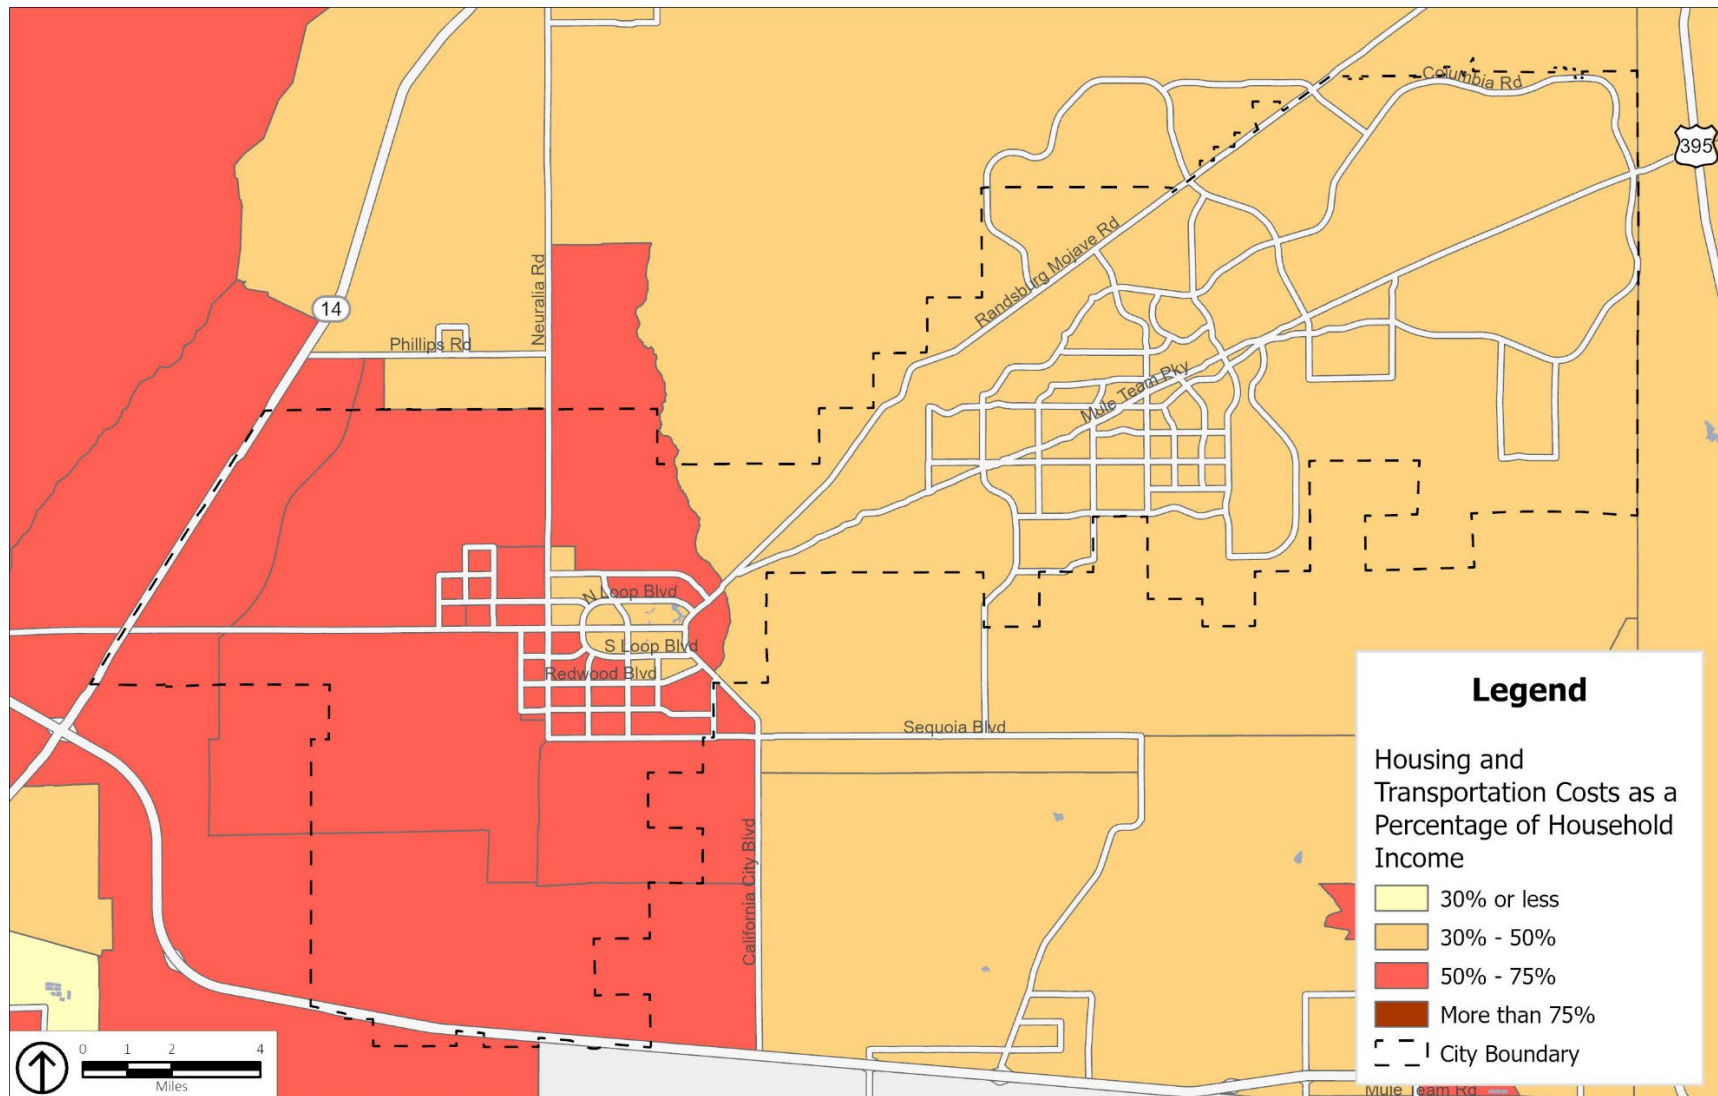 Columbia Rd
395
Randsburg Mojave Rd
Neuralia Rd
14
Phillips Rd
Mule Team Pky
N Loop Blvd
S Loop Blvd
Redwood Blvd
Sequoia Blvd
California City Blvd
Legend
Housing and
Transportation Costs as a
Percentage of Household
Income
30% or less
30% - 50%
50% - 75%
More than 75%
City Boundary
0 1 2 4
Miles
Mule Team Rd